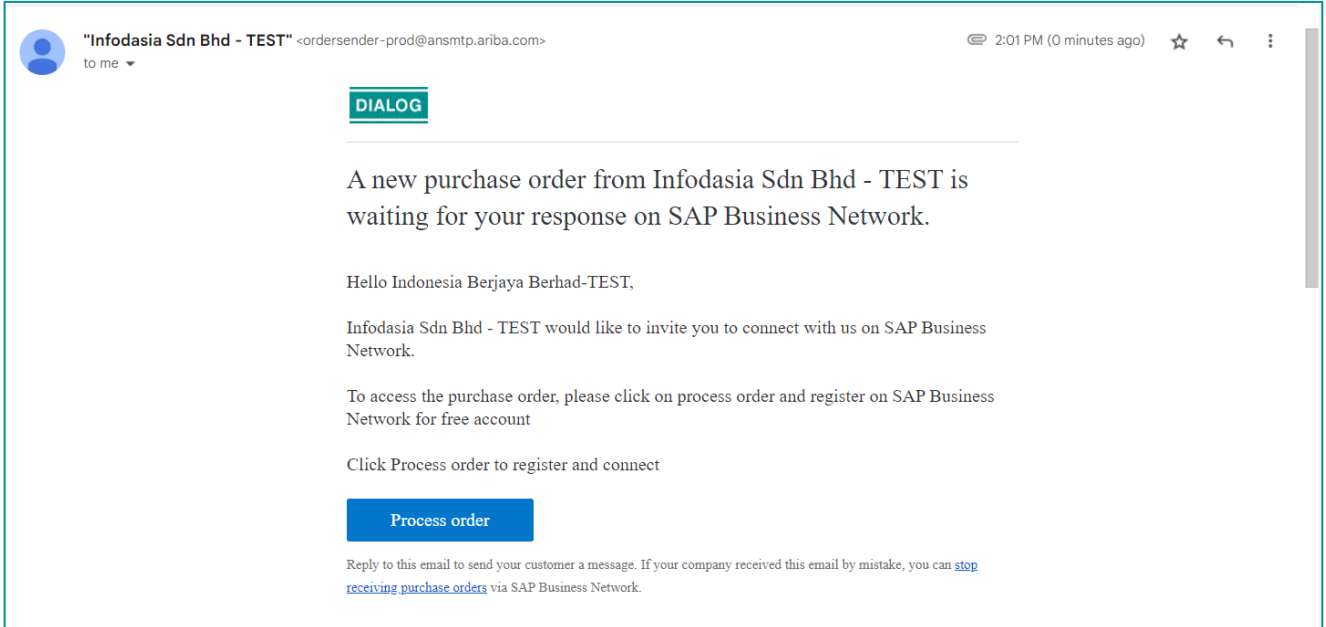 "Infodasia Sdn Bhd - TEST" <ordersender-prod@ansmtp.ariba.com>
2:01 PM (0 minutes ago)
to me
DIALOG
A new purchase order from Infodasia Sdn Bhd - TEST is
waiting for your response on SAP Business Network.
Hello Indonesia Berjaya Berhad-TEST,
Infodasia Sdn Bhd - TEST would like to invite you to connect with us on SAP Business
Network.
To access the purchase order, please click on process order and register on SAP Business
Network for free account
Click Process order to register and connect
Process order
Reply to this email to send your customer a message. If your company received this email by mistake, you can stop
receiving purchase orders via SAP Business Network.